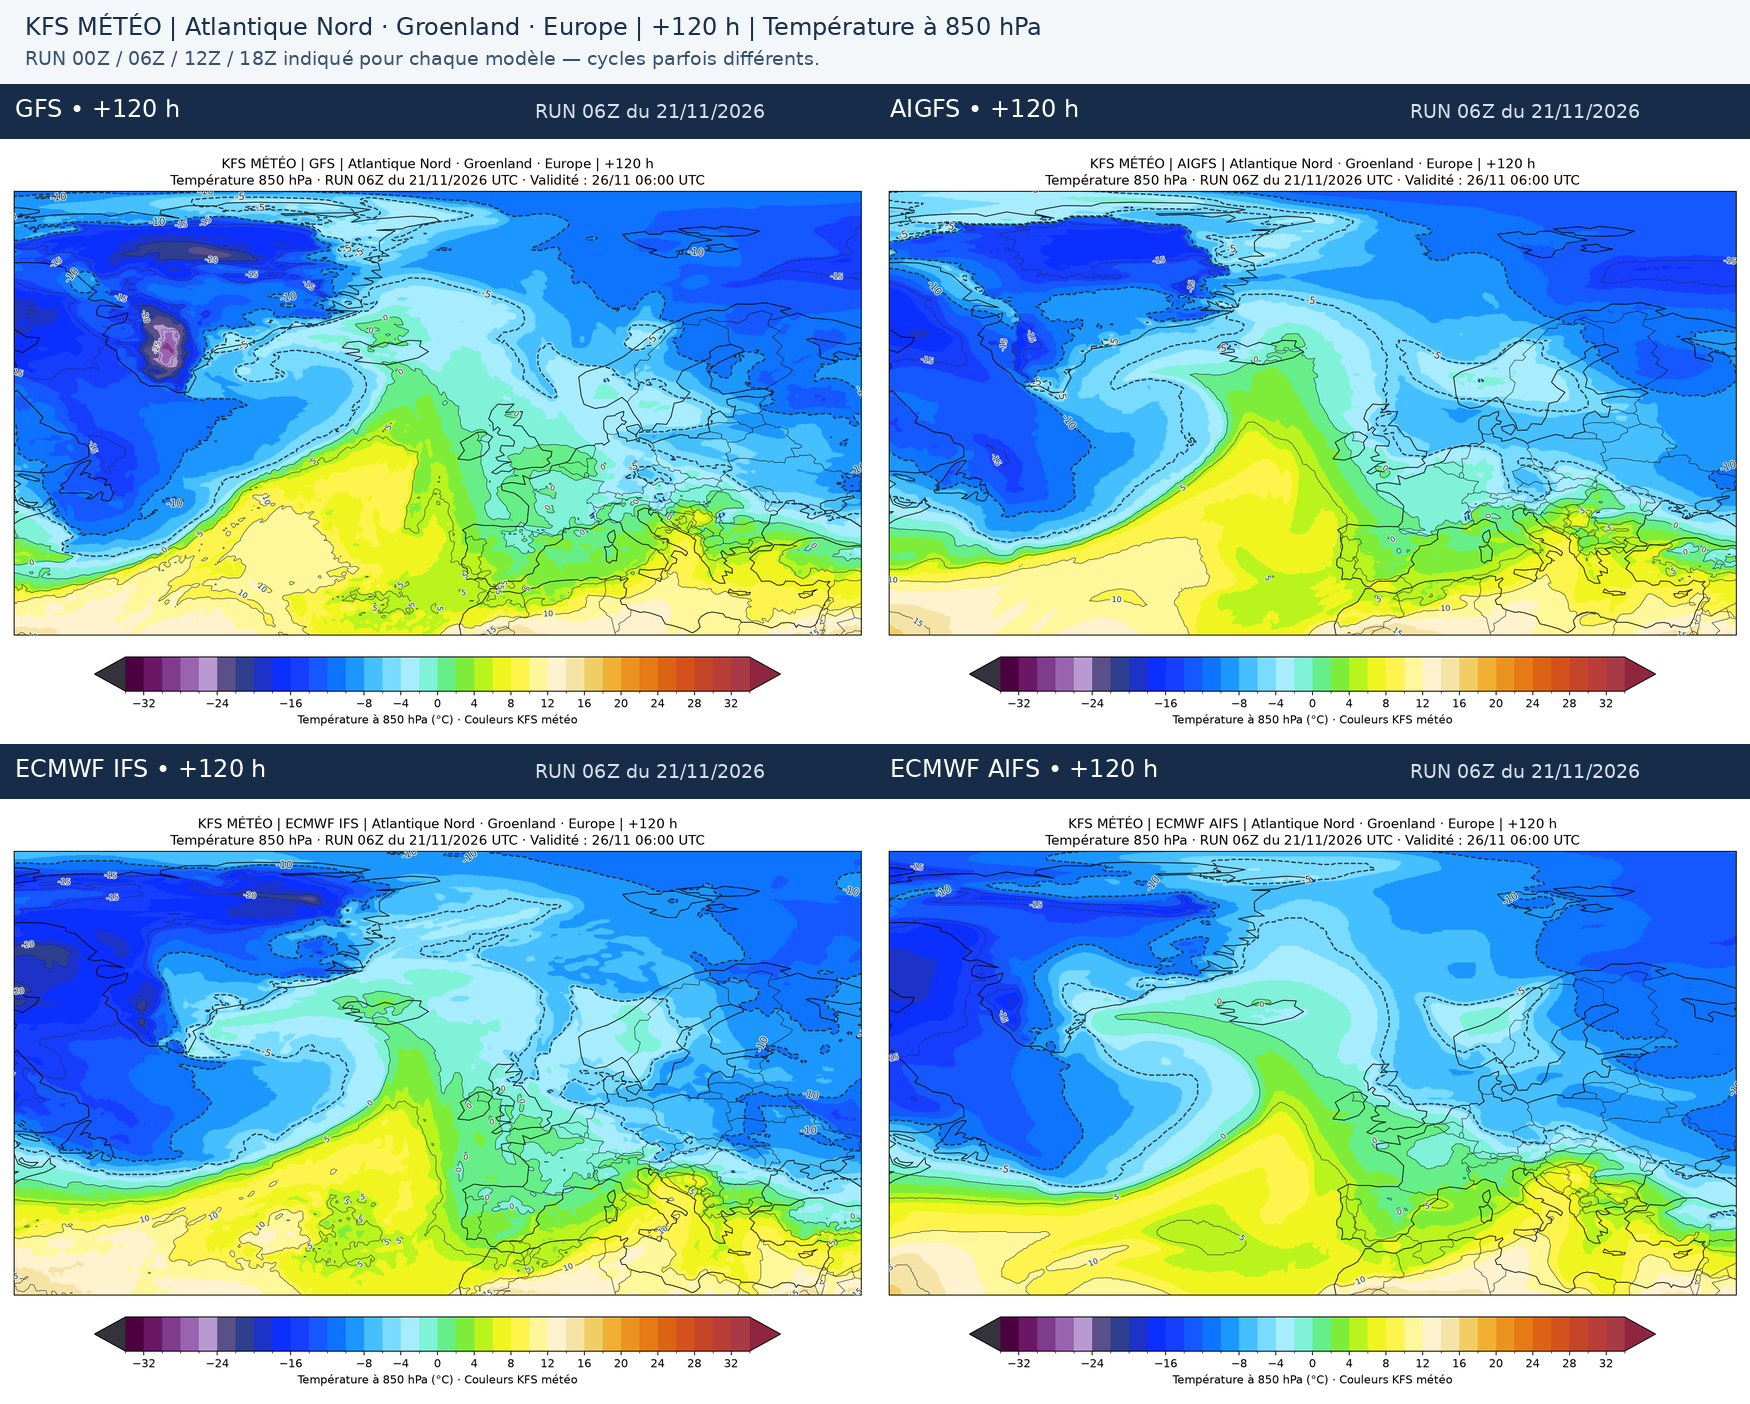 KFS MÉTÉO | Atlantique Nord · Groenland · Europe | +120 h | Température à 850 hPa
RUN 00Z / 06Z / 12Z / 18Z indiqué pour chaque modèle — cycles parfois différents.
GFS • +120 h
RUN 06Z du 21/11/2026
AIGFS • +120 h
RUN 06Z du 21/11/2026
KFS MÉTÉO | GFS | Atlantique Nord · Groenland · Europe | +120 h
Température 850 hPa · RUN 06Z du 21/11/2026 UTC · Validité : 26/11 06:00 UTC
KFS MÉTÉO | AIGFS | Atlantique Nord · Groenland · Europe | +120 h
Température 850 hPa · RUN 06Z du 21/11/2026 UTC · Validité : 26/11 06:00 UTC
−32 −24 −16 −8 −4 0 4 8 12 16 20 24 28 32
Température à 850 hPa (°C) · Couleurs KFS météo
−32 −24 −16 −8 −4 0 4 8 12 16 20 24 28 32
Température à 850 hPa (°C) · Couleurs KFS météo
ECMWF IFS • +120 h
RUN 06Z du 21/11/2026
ECMWF AIFS • +120 h
RUN 06Z du 21/11/2026
KFS MÉTÉO | ECMWF IFS | Atlantique Nord · Groenland · Europe | +120 h
Température 850 hPa · RUN 06Z du 21/11/2026 UTC · Validité : 26/11 06:00 UTC
KFS MÉTÉO | ECMWF AIFS | Atlantique Nord · Groenland · Europe | +120 h
Température 850 hPa · RUN 06Z du 21/11/2026 UTC · Validité : 26/11 06:00 UTC
−32 −24 −16 −8 −4 0 4 8 12 16 20 24 28 32
Température à 850 hPa (°C) · Couleurs KFS météo
−32 −24 −16 −8 −4 0 4 8 12 16 20 24 28 32
Température à 850 hPa (°C) · Couleurs KFS météo